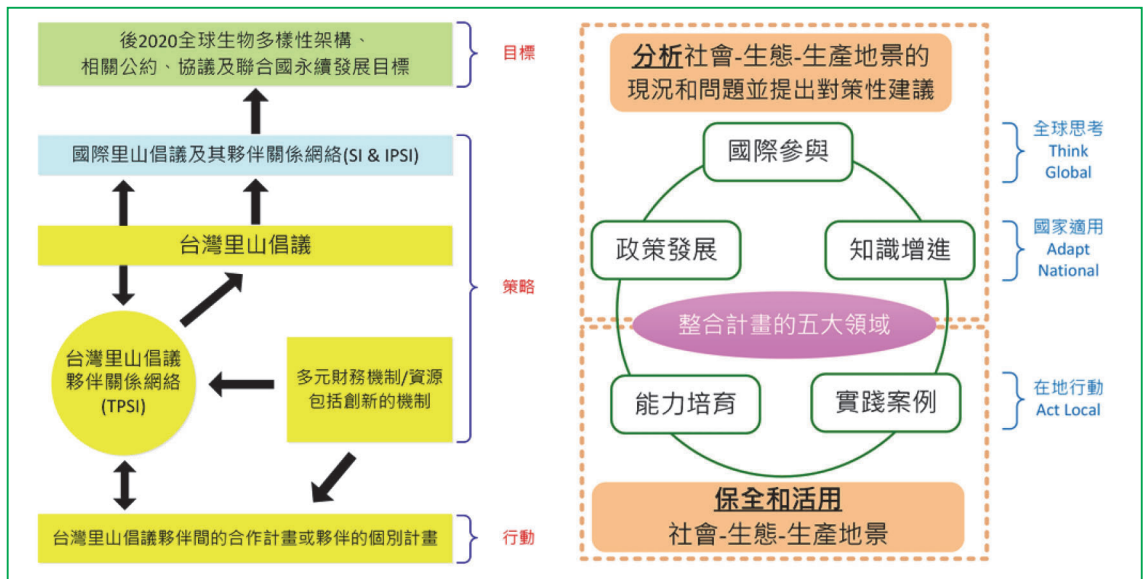 後2020全球生物多樣性架構、
相關公約、協議及聯合國永續發展目標
目標
國際里山倡議及其夥伴關係網絡(SI & IPSI)
台灣里山倡議
策略
台灣里山倡議
夥伴關係網絡
(TPSI)
多元財務機制/資源
包括創新的機制
台灣里山倡議夥伴間的合作計畫或夥伴的個別計畫
行動
分析社會-生態-生產地景的
現況和問題並提出對策性建議
國際參與
全球思考
Think
Global
政策發展
知識增進
國家適用
Adapt
National
整合計畫的五大領域
能力培育
實踐案例
在地行動
Act Local
保全和活用
社會-生態-生產地景